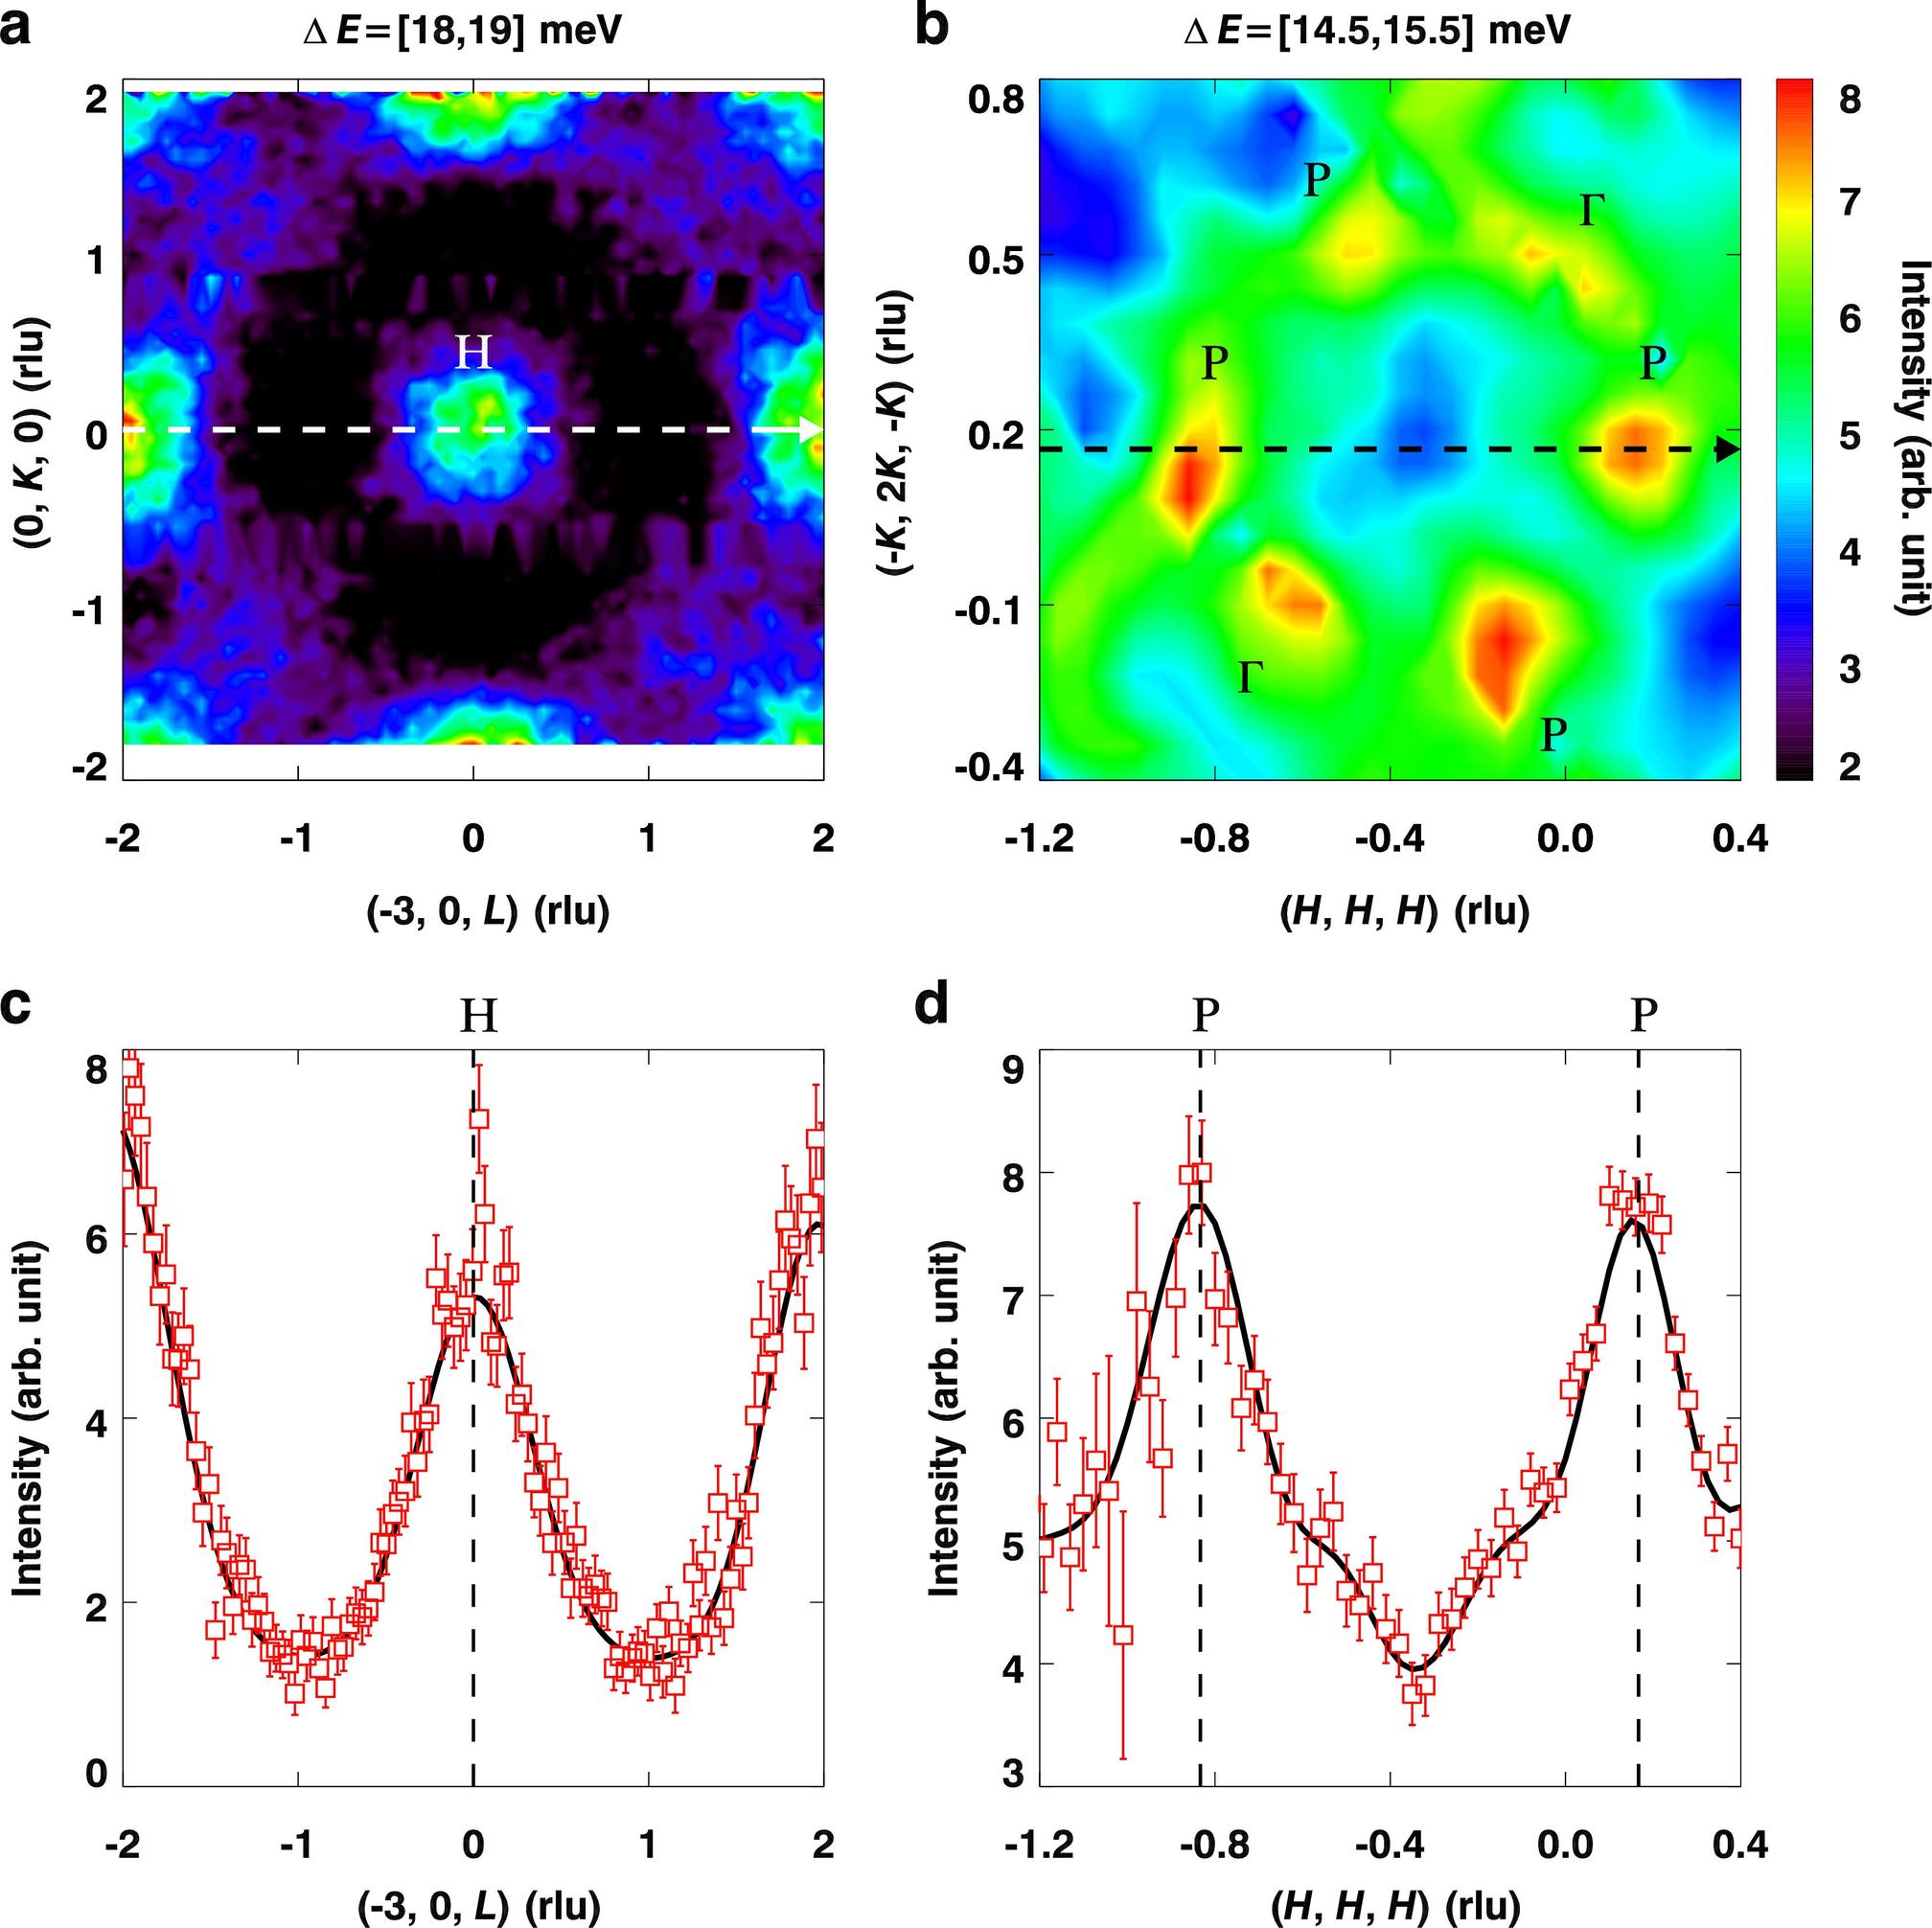 a
Δ E=[18,19] meV
2
1
0
-1
-2
(0, K, 0) (rlu)
H
-2 -1 0 1 2
(-3, 0, L) (rlu)
b
Δ E=[14.5,15.5] meV
0.8
0.5
0.2
-0.1
-0.4
(-K, 2K, -K) (rlu)
P
Γ
P P
Γ
P
-1.2 -0.8 -0.4 0.0 0.4
(H, H, H) (rlu)
8
7
6
5
4
3
2
Intensity (arb. unit)
c
H
8
6
4
2
0
Intensity (arb. unit)
-2 -1 0 1 2
(-3, 0, L) (rlu)
d
P P
9
8
7
6
5
4
3
Intensity (arb. unit)
-1.2 -0.8 -0.4 0.0 0.4
(H, H, H) (rlu)